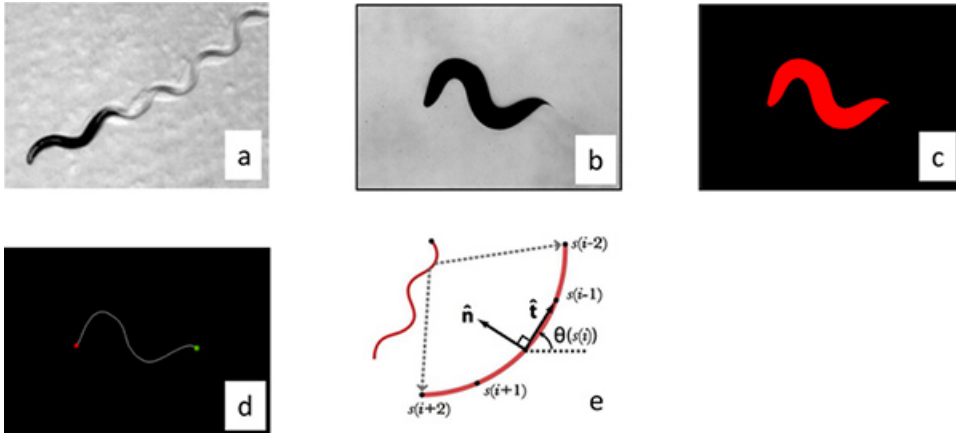 a
b
c
d
s(i-2)
s(i-1)
n̂
t̂
θ(s(i))
s(i+1)
s(i+2)
e